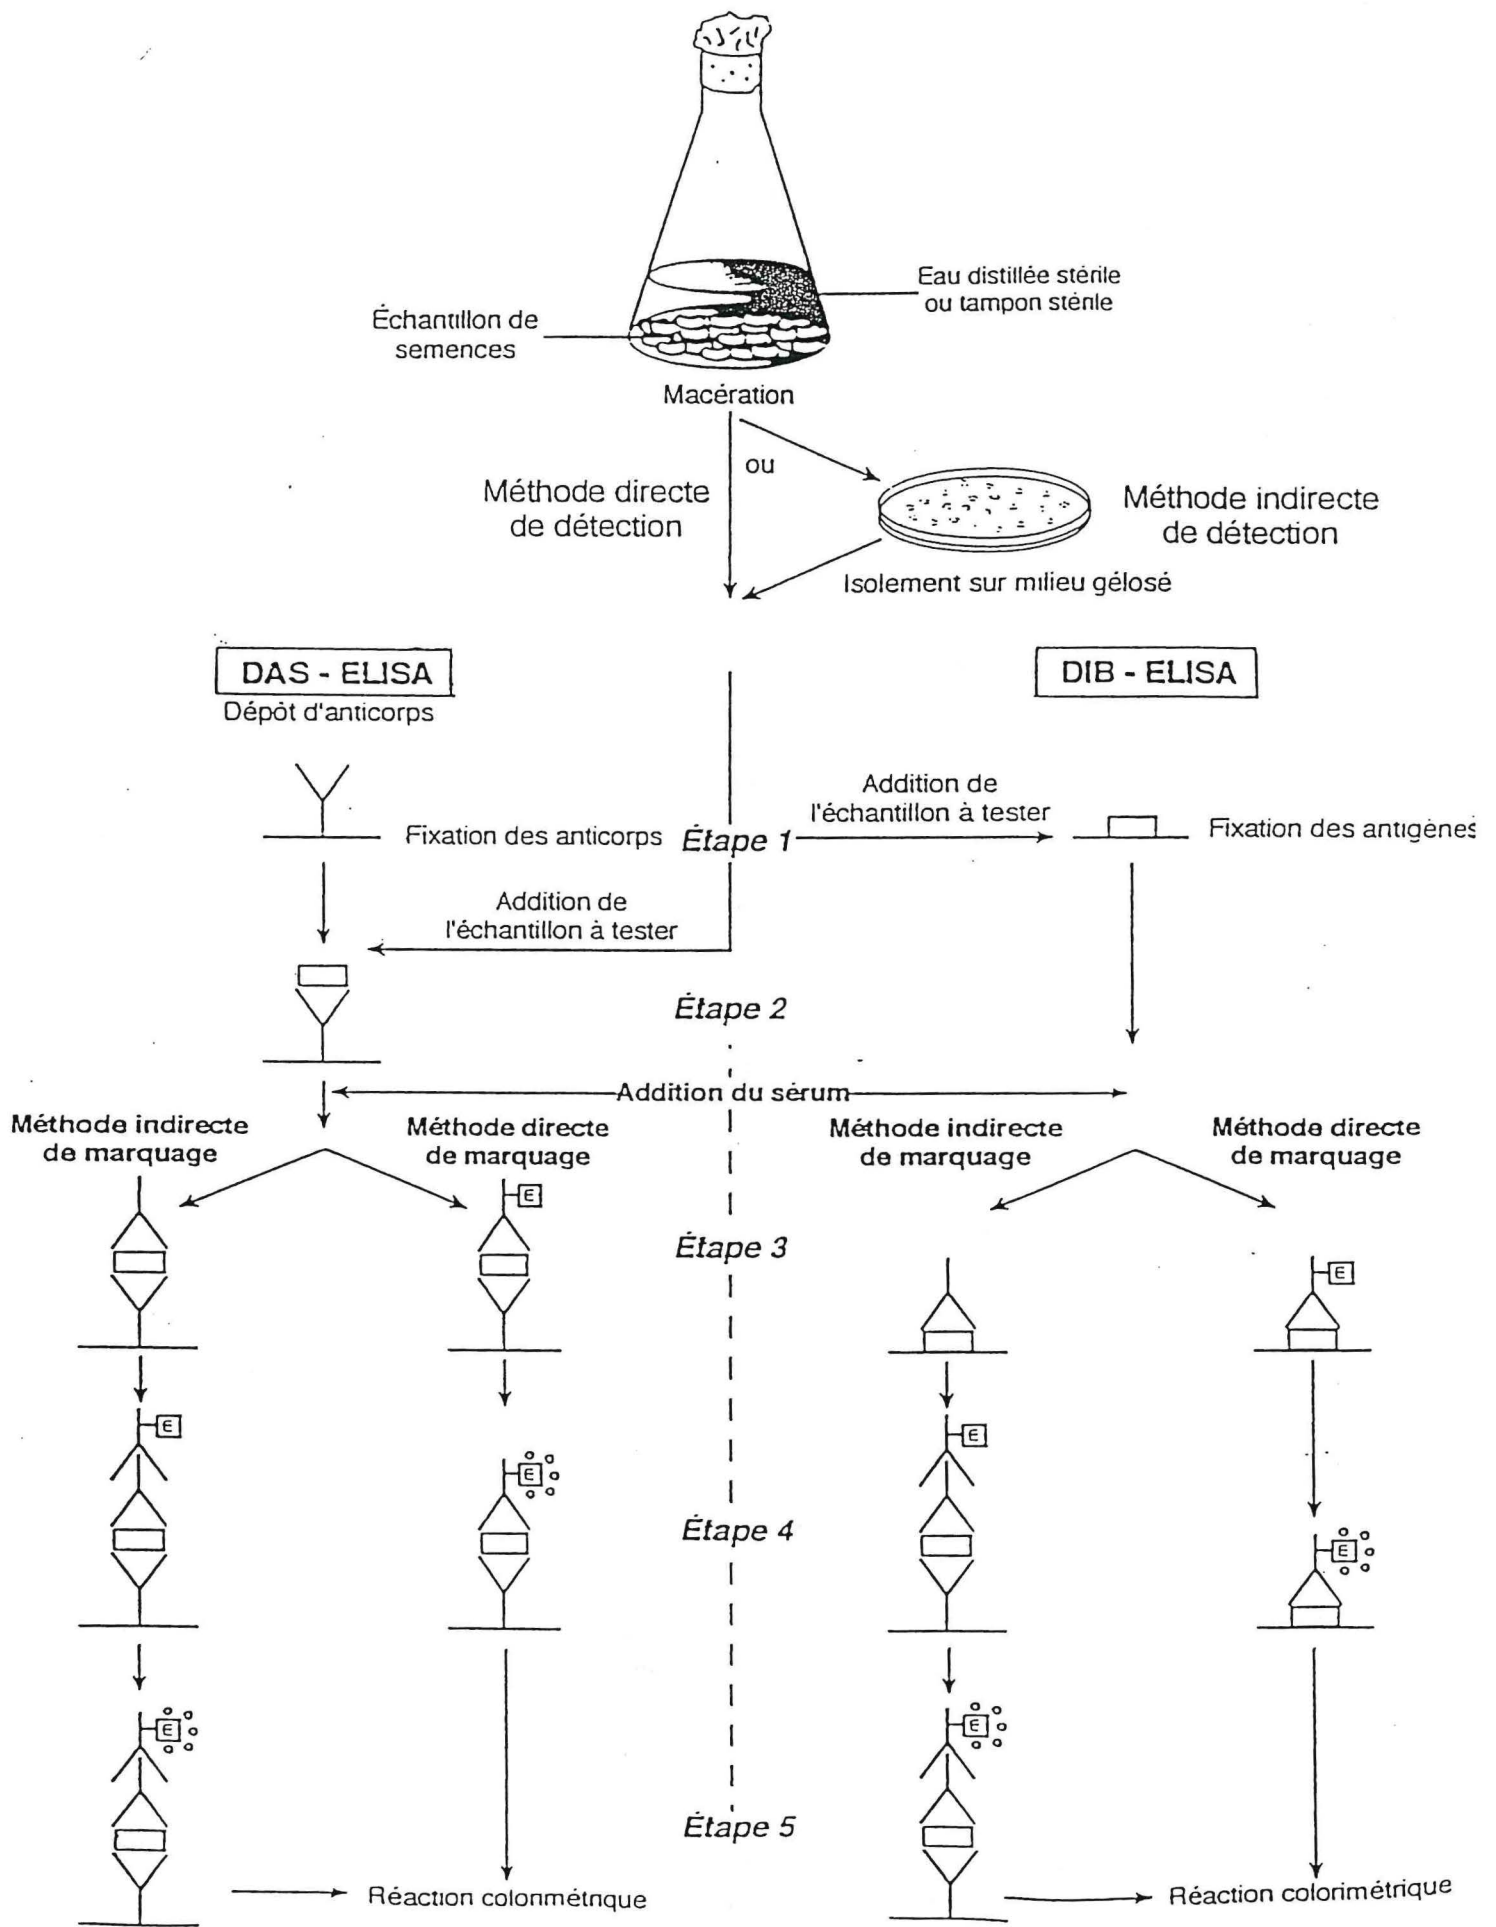 Eau distillée stérile
ou tampon stérile
Échantillon de
semences
Macération
ou
Méthode directe
de détection
Méthode indirecte
de détection
Isolement sur milieu gélosé
DAS - ELISA
DIB - ELISA
Dépôt d'anticorps
Addition de
l'échantillon à tester
Fixation des anticorps
Étape 1
Fixation des antigènes
Addition de
l'échantillon à tester
Étape 2
Addition du sérum
Méthode indirecte
de marquage
Méthode directe
de marquage
Méthode indirecte
de marquage
Méthode directe
de marquage
E
Étape 3
E
E
E
E
Étape 4
E
E
E
Étape 5
Réaction colorimétrique
Réaction colorimétrique